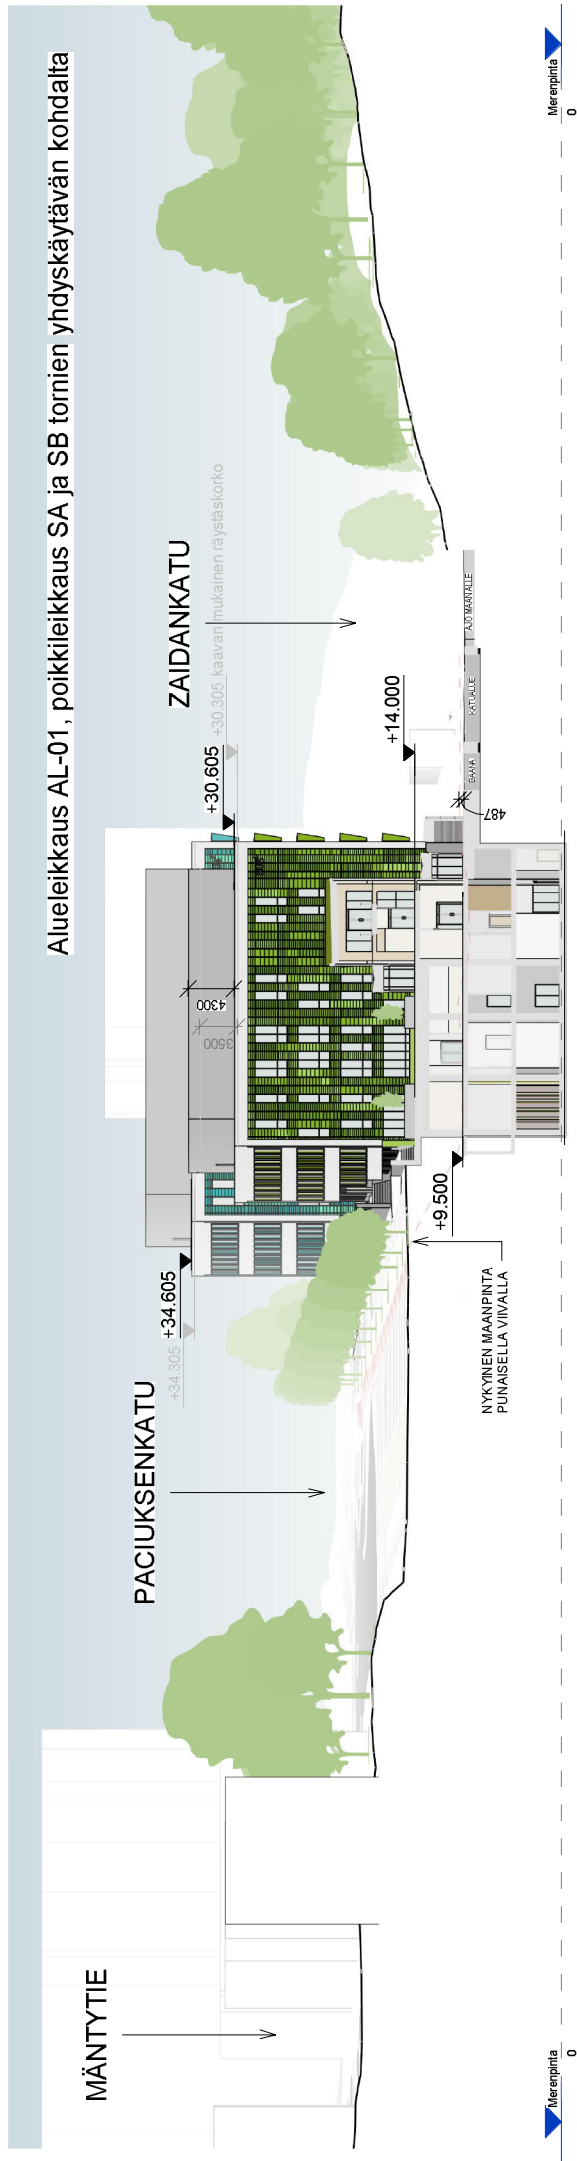 Alueleikkaus AL-01, poikkileikkaus SA ja SB tornien yhdyskäytävän kohdalta
MÄNTYTIE
PACIUKSENKATU
ZAIDANKATU
+34.605
+34.305
+30.605
+30.305 kaavan mukainen räystäskorko
4300
3500
+14.000
+9.500
487
BAANA
KATUALUE
AJO MAAN ALLE
NYKYINEN MAANPINTA
PUNAISELLA VIIVALLA
Merenpinta
0
Merenpinta
0